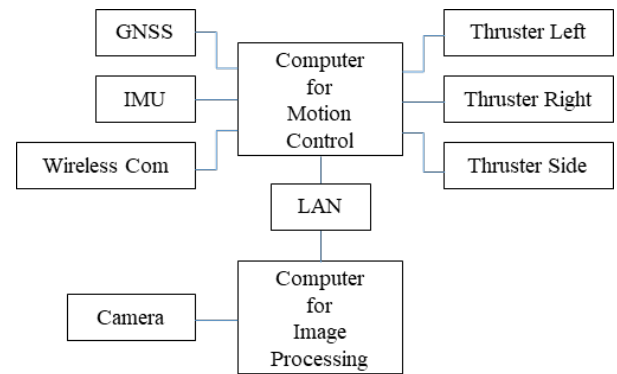 GNSS
IMU
Wireless Com
Computer
for
Motion
Control
Thruster Left
Thruster Right
Thruster Side
LAN
Camera
Computer
for
Image
Processing